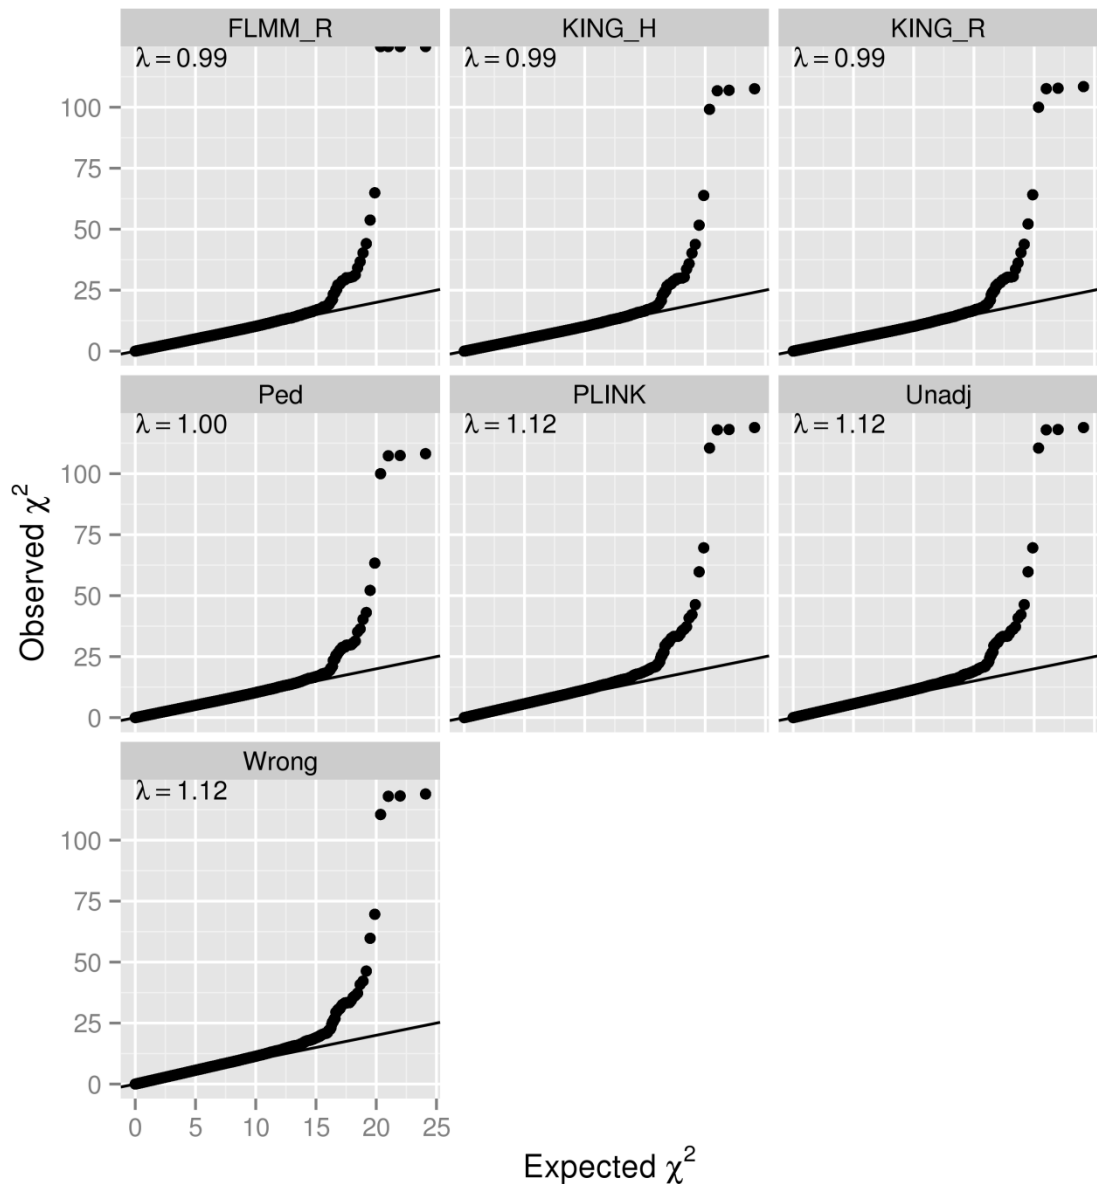 FLMM_R
KING_H
KING_R
λ = 0.99
λ = 0.99
λ = 0.99
100
75
50
25
0
Ped
PLINK
Unadj
λ = 1.00
λ = 1.12
λ = 1.12
100
75
50
25
0
Wrong
λ = 1.12
100
75
50
25
0
0 5 10 15 20 25
Observed χ²
Expected χ²